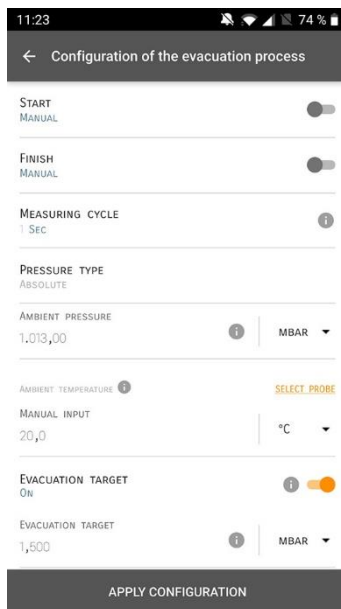 11:23
74 %
Configuration of the evacuation process
START
MANUAL
FINISH
MANUAL
MEASURING CYCLE
1 SEC
PRESSURE TYPE
ABSOLUTE
AMBIENT PRESSURE
1.013,00
MBAR
AMBIENT TEMPERATURE
SELECT PROBE
MANUAL INPUT
20,0
°C
EVACUATION TARGET
ON
EVACUATION TARGET
1,500
MBAR
APPLY CONFIGURATION